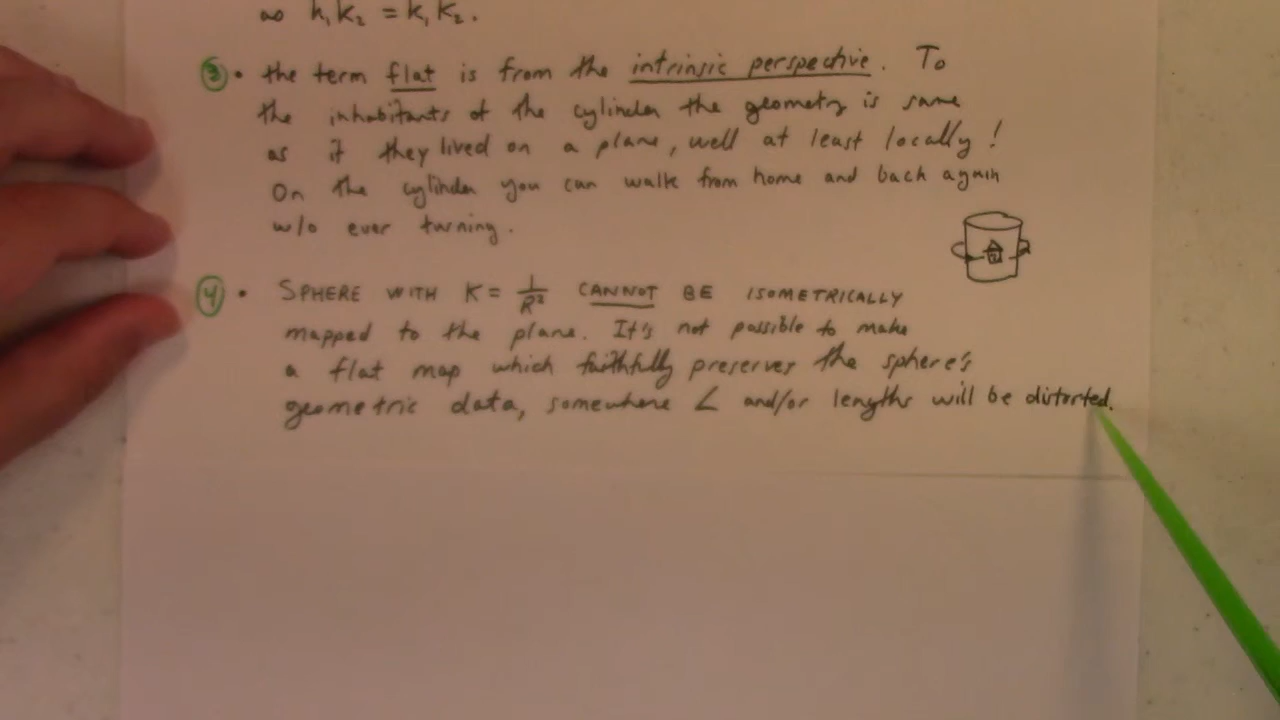 ∞ k₁k₂ = k₁k₂.
③ • the term flat is from the intrinsic perspective. To
the inhabitants of the cylinder the geometry is same
as if they lived on a plane, well at least locally!
On the cylinder you can walk from home and back again
w/o ever turning.
④ • SPHERE WITH K = 1/R² CANNOT BE ISOMETRICALLY
mapped to the plane. It's not possible to make
a flat map which faithfully preserves the sphere's
geometric data, somewhere ∠ and/or lengths will be distorted.